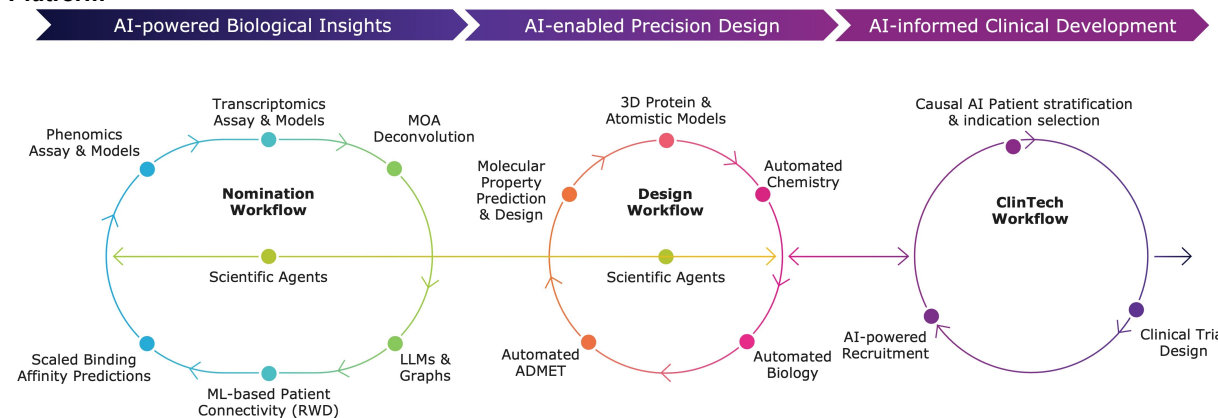 Platform
AI-powered Biological Insights
AI-enabled Precision Design
AI-informed Clinical Development
Transcriptomics
Assay & Models
Phenomics
Assay & Models
MOA
Deconvolution
Nomination
Workflow
Scientific Agents
Scaled Binding
Affinity Predictions
ML-based Patient
Connectivity (RWD)
LLMs &
Graphs
3D Protein &
Atomistic Models
Molecular
Property
Prediction
& Design
Automated
Chemistry
Design
Workflow
Scientific Agents
Automated
ADMET
Automated
Biology
Causal AI Patient stratification
& indication selection
ClinTech
Workflow
AI-powered
Recruitment
Clinical Tria
Design